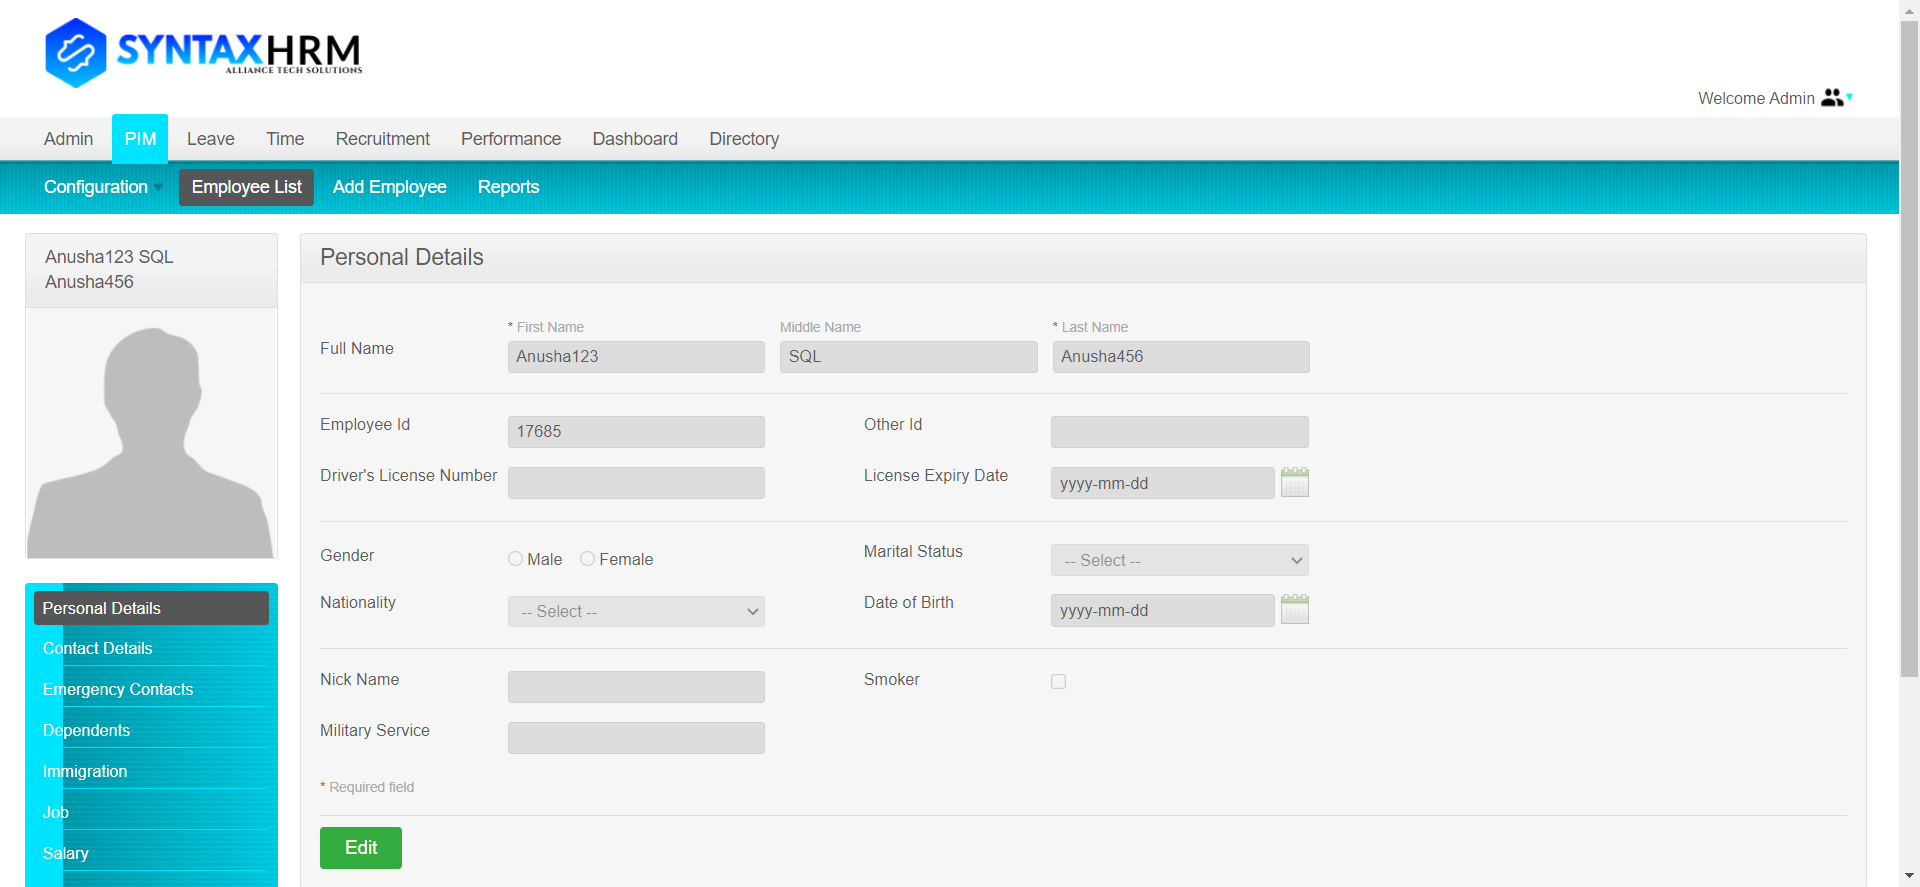 SYNTAXHRM
ALLIANCE TECH SOLUTIONS
Welcome Admin
Admin PIM Leave Time Recruitment Performance Dashboard Directory
Configuration Employee List Add Employee Reports
Anusha123 SQL
Anusha456
Personal Details
* First Name Middle Name * Last Name
Full Name Anusha123 SQL Anusha456
Employee Id 17685 Other Id
Driver's License Number License Expiry Date yyyy-mm-dd
Gender Male Female Marital Status -- Select --
Nationality -- Select -- Date of Birth yyyy-mm-dd
Nick Name Smoker
Military Service
* Required field
Edit
Personal Details
Contact Details
Emergency Contacts
Dependents
Immigration
Job
Salary